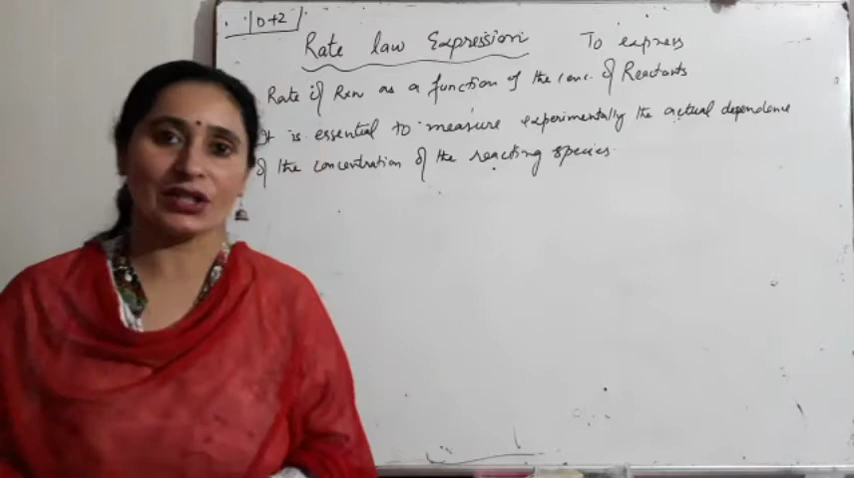 10+2
Rate law Expression To express
Rate of Rxn as a function of the conc. of Reactants
It is essential to measure experimentally the actual dependence
of the concentration of the reacting species.